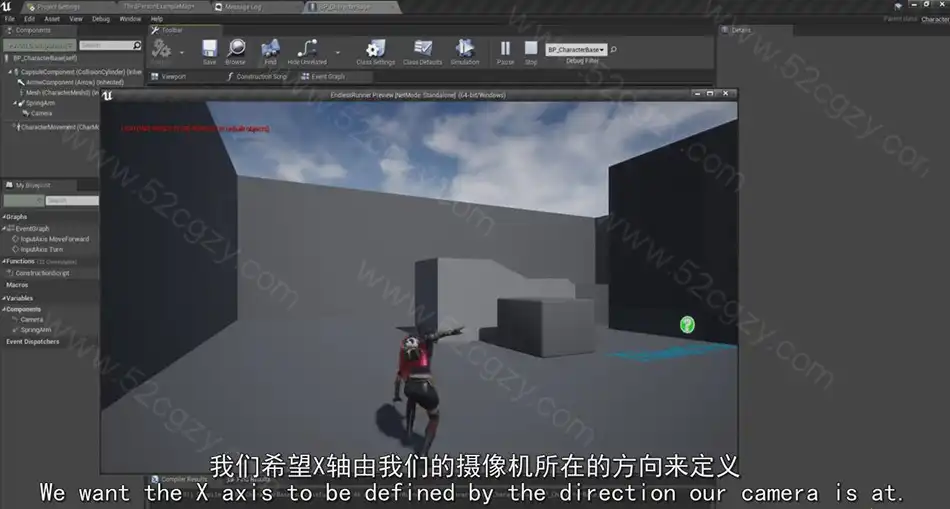 Project Settings
ThirdPersonExampleMap*
Message Log
BP_CharacterBase
File Edit Asset View Debug Window Help
Parent class: Character
Components
Toolbar
Details
Search
Save Browse Find Hide Unrelated Class Settings Class Defaults Simulation Pause Stop
BP_CharacterBase
Debug Filter
BP_CharacterBase(self)
Viewport
Construction Scrip
Event Graph
CapsuleComponent (CollisionCylinder) (Inher
ArrowComponent (Arrow) (Inherited)
Mesh (CharacterMesh0) (In
SpringArm
Camera
CharacterMovement (CharMo
EndlessRunner Preview [NetMode: Standalone] (64-bit/Windows)
My Blueprint
Search
Graphs
EventGraph
InputAxis MoveForward
InputAxis Turn
Functions
ConstructionScript
Macros
Variables
Components
Camera
SpringArm
Event Dispatchers
Compiler Results
www.52cgzy.com
我们希望X轴由我们的摄像机所在的方向来定义
We want the X axis to be defined by the direction our camera is at.